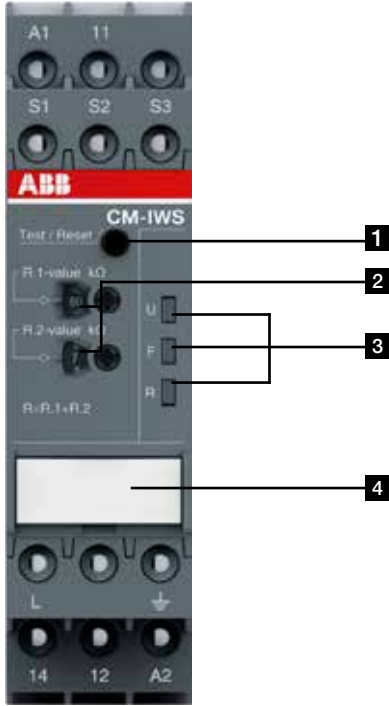 A1 11
S1 S2 S3
ABB
CM-IWS
Test / Reset
1
R.1-value kΩ
2
U
R.2-value kΩ
F
3
R
R=R.1+R.2
4
L
14 12 A2